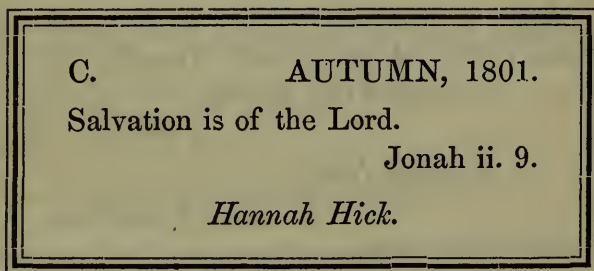 C. AUTUMN, 1801.
Salvation is of the Lord.
Jonah ii. 9.
Hannah Hick.